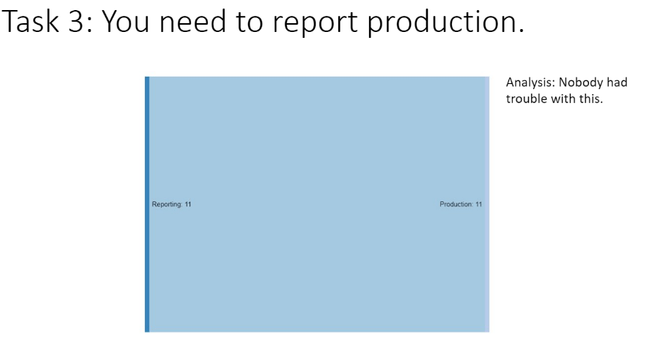 Task 3: You need to report production.
Analysis: Nobody had
trouble with this.
Reporting: 11
Production: 11